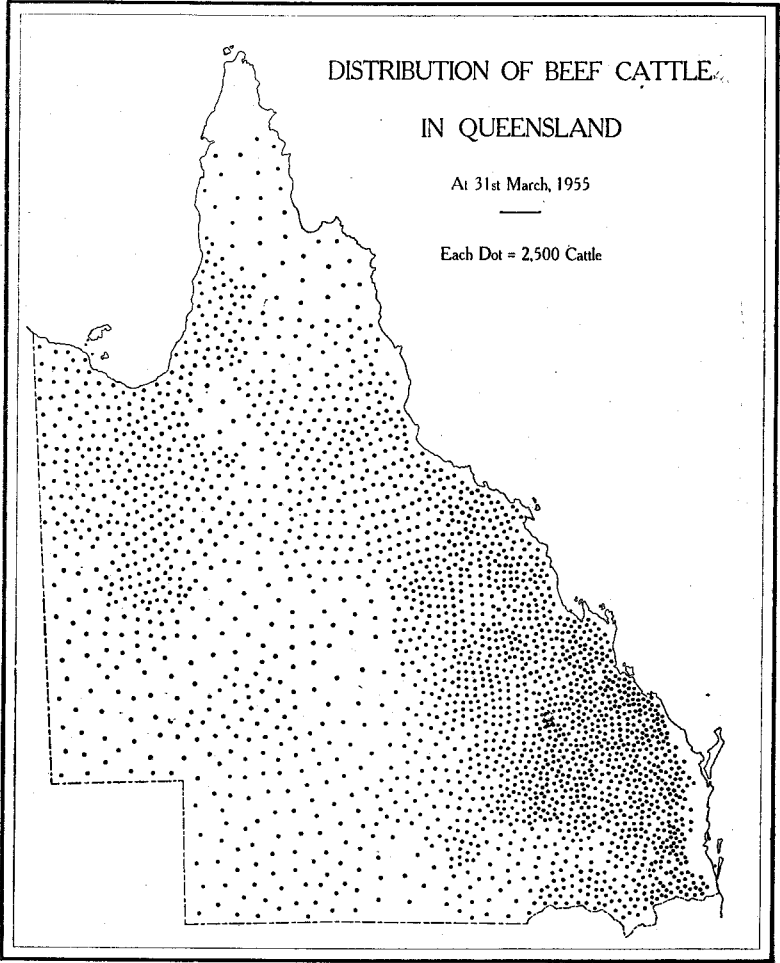 DISTRIBUTION OF BEEF CATTLE
IN QUEENSLAND
At 31st March, 1955
Each Dot = 2,500 Cattle